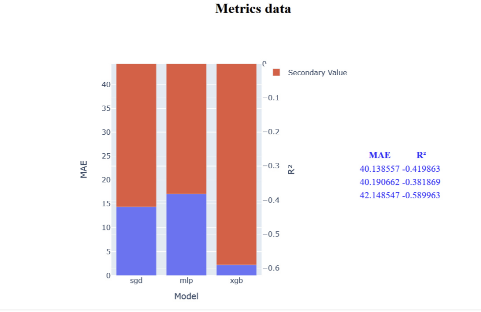 Metrics data
Secondary Value
MAE
40
35
30
25
20
15
10
5
0
0
−0.1
−0.2
−0.3
−0.4
−0.5
−0.6
R²
sgd mlp xgb
Model
MAE R²
40.138557 -0.419863
40.190662 -0.381869
42.148547 -0.589963